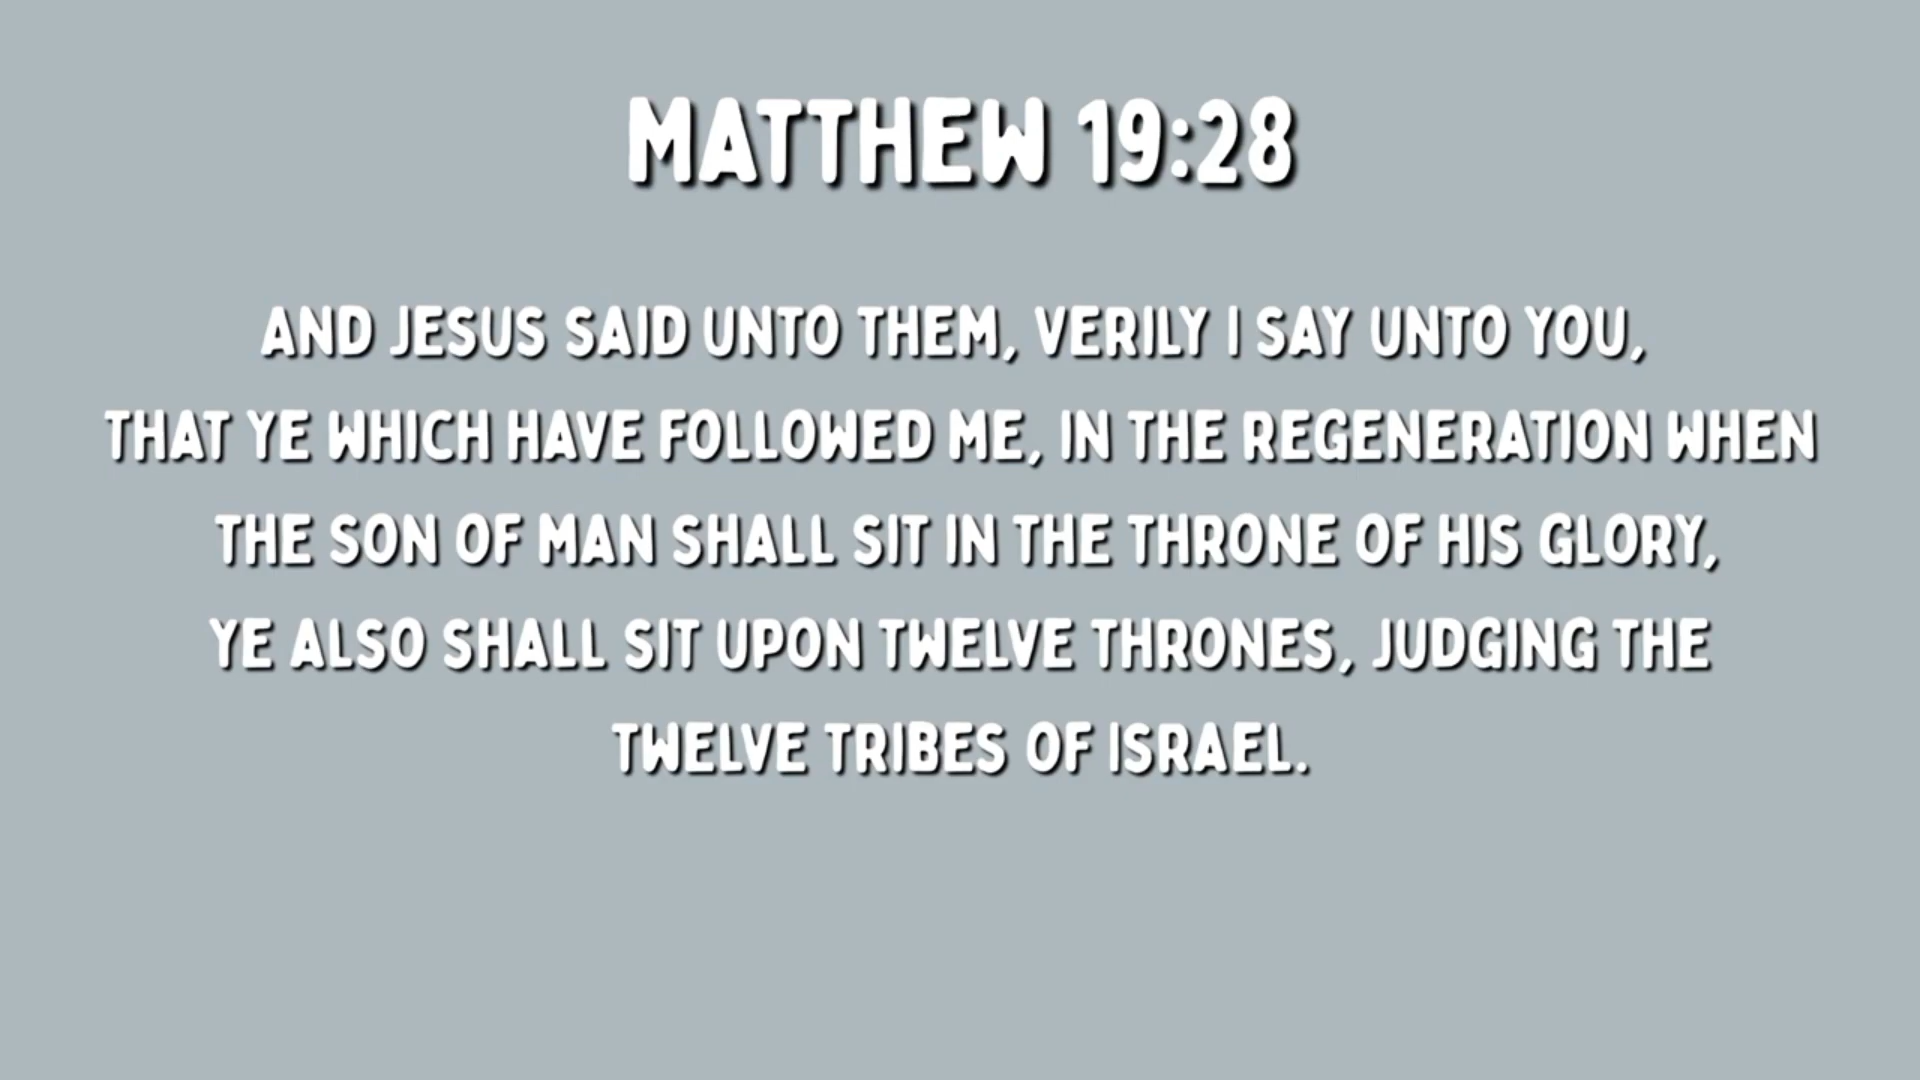 MATTHEW 19:28
AND JESUS SAID UNTO THEM, VERILY I SAY UNTO YOU,
THAT YE WHICH HAVE FOLLOWED ME, IN THE REGENERATION WHEN
THE SON OF MAN SHALL SIT IN THE THRONE OF HIS GLORY,
YE ALSO SHALL SIT UPON TWELVE THRONES, JUDGING THE
TWELVE TRIBES OF ISRAEL.